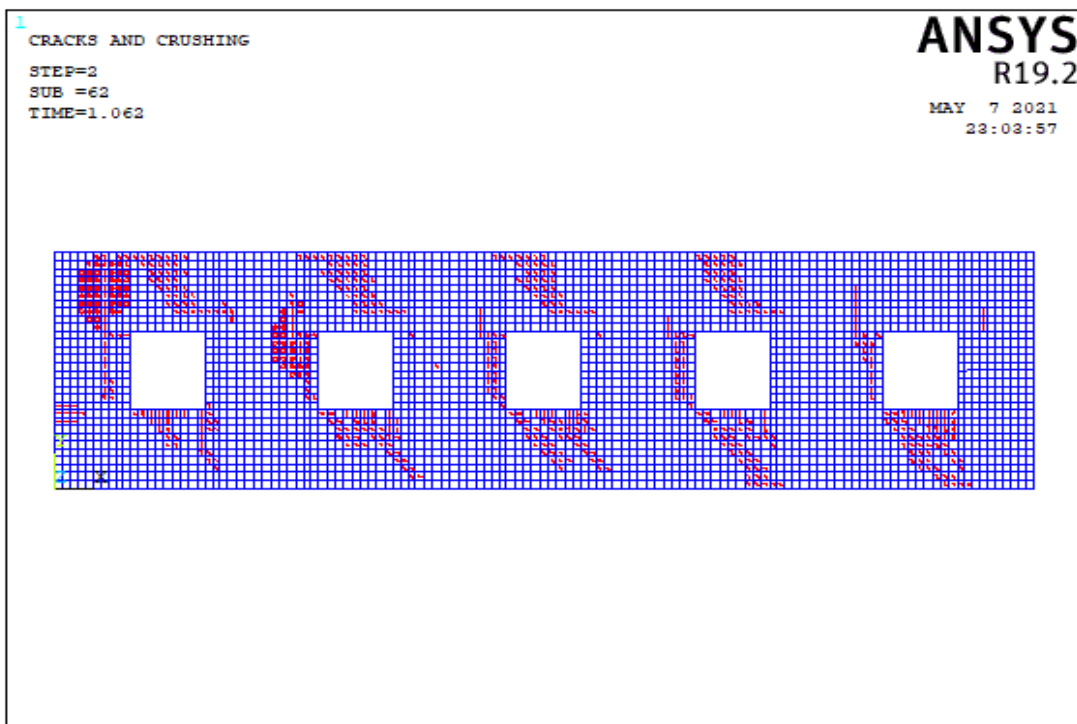 1
CRACKS AND CRUSHING
STEP=2
SUB =62
TIME=1.062
ANSYS
R19.2
MAY 7 2021
23:03:57
Y
Z X